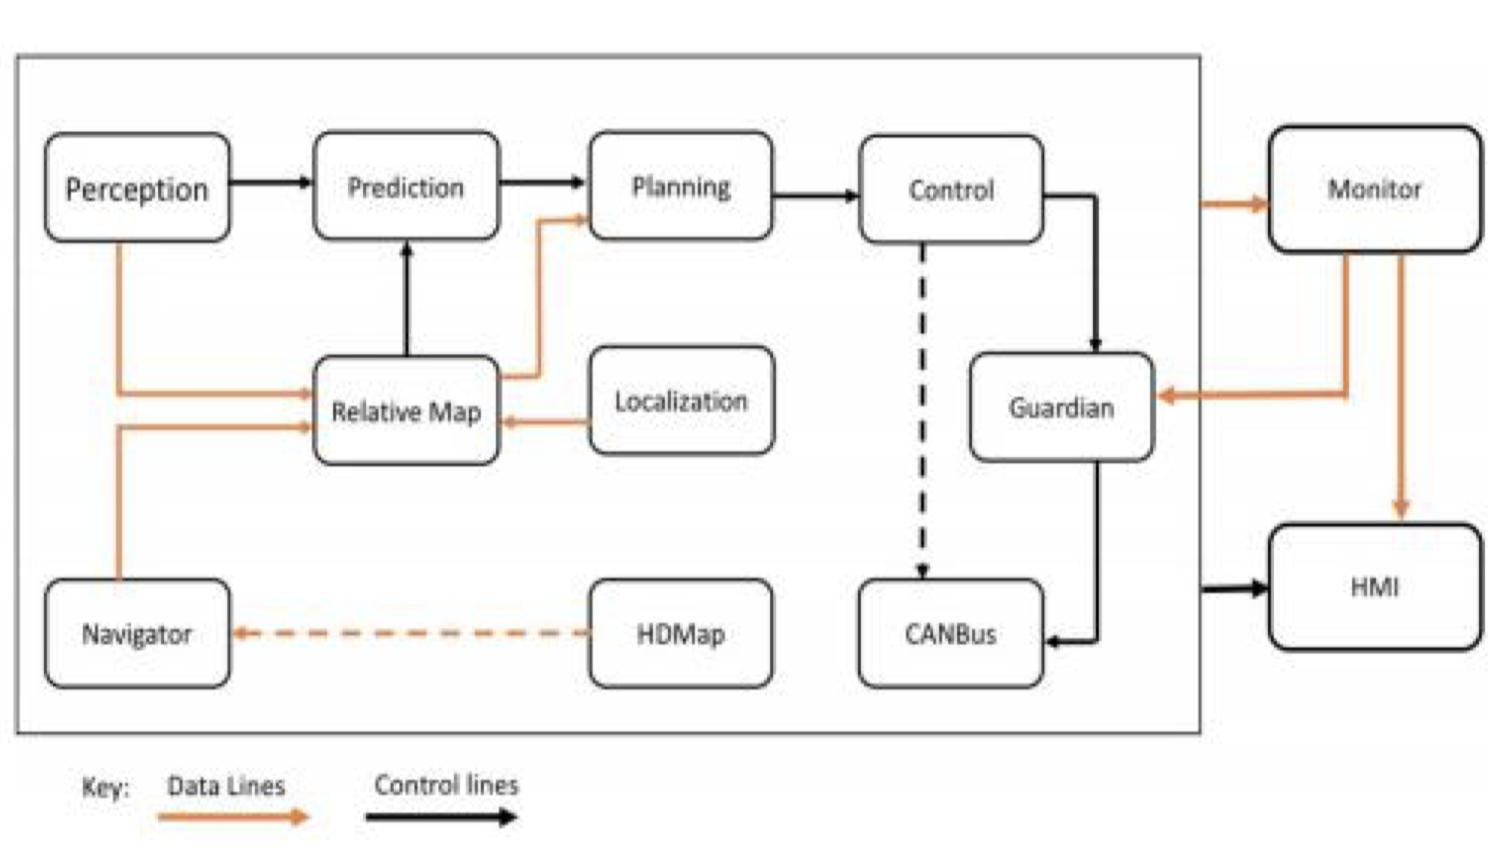 Perception
Prediction
Planning
Control
Monitor
Relative Map
Localization
Guardian
Navigator
HDMap
CANBus
HMI
Key: Data Lines Control lines